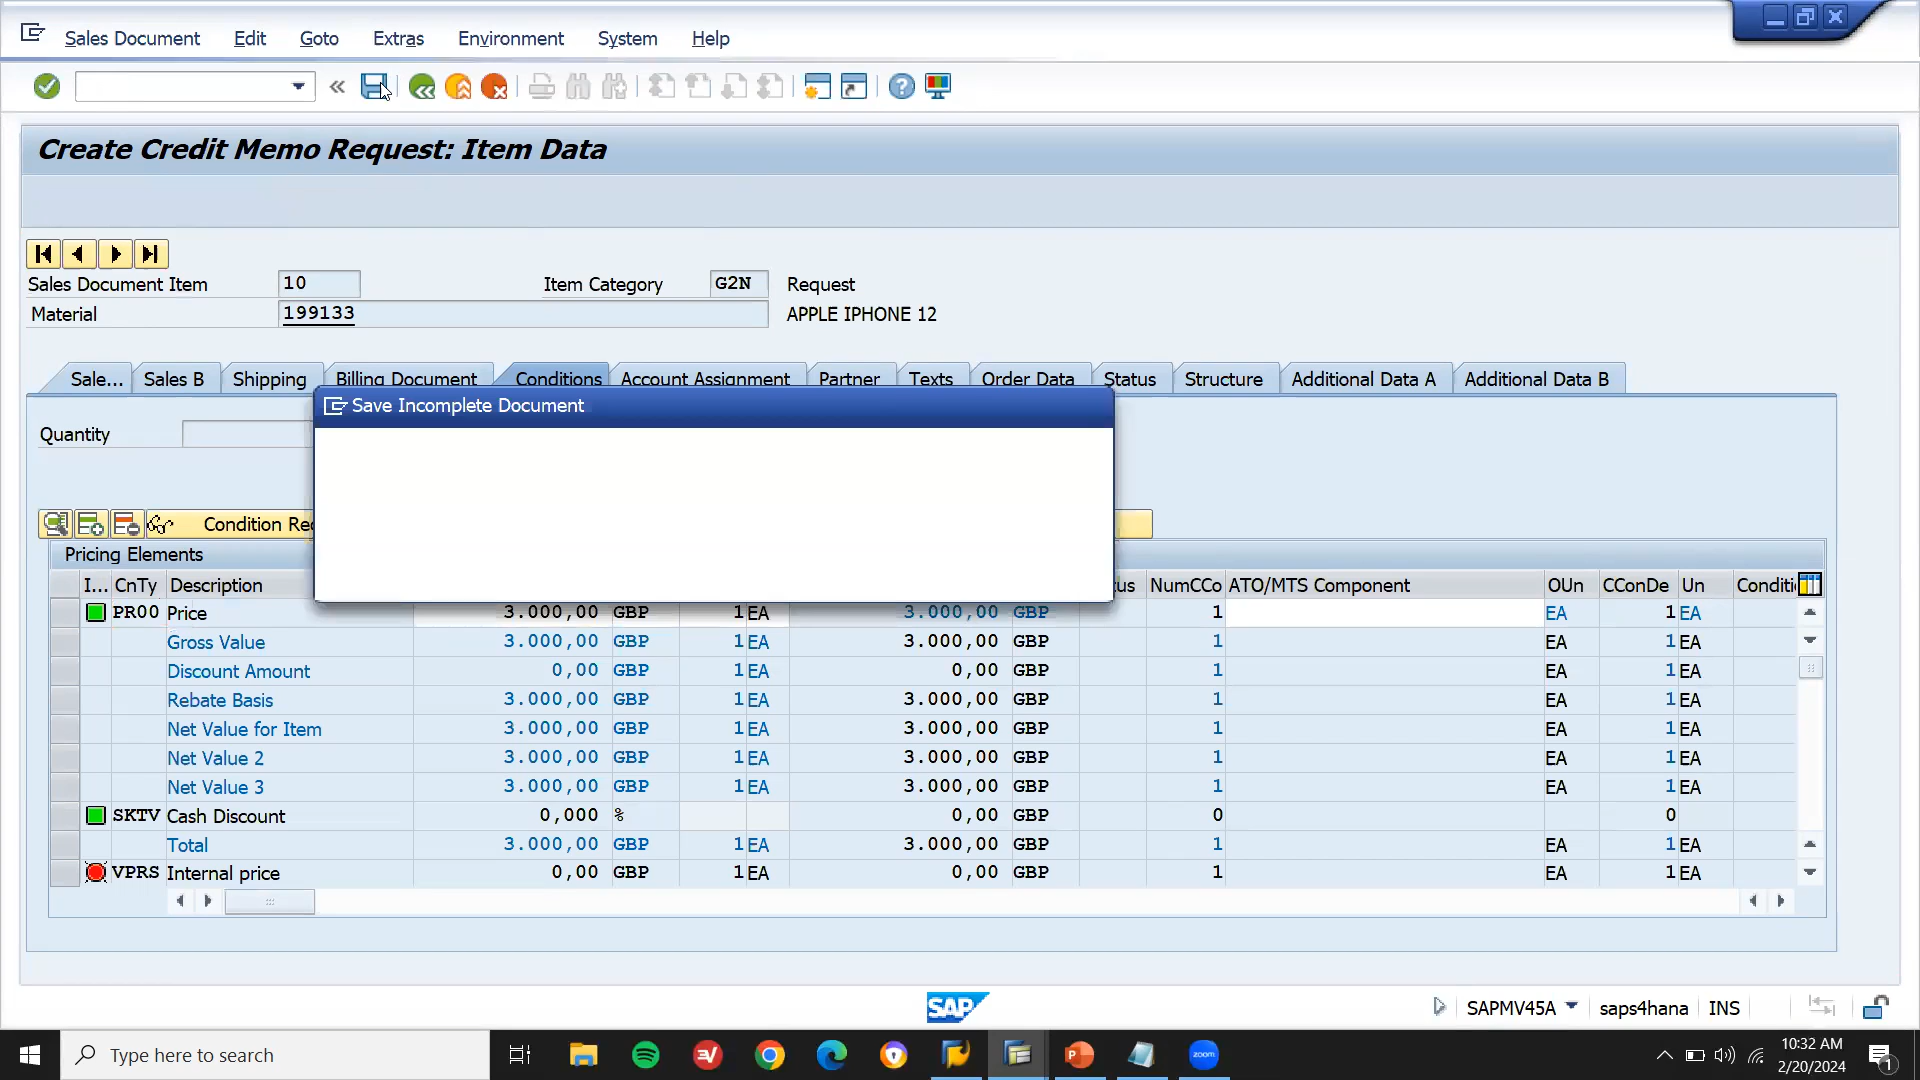 Sales Document Edit Goto Extras Environment System Help
Create Credit Memo Request: Item Data
Sales Document Item 10 Item Category G2N Request
Material 199133 APPLE IPHONE 12
Sale... Sales B Shipping Billing Document Conditions Account Assignment Partner Texts Order Data Status Structure Additional Data A Additional Data B
Save Incomplete Document
Quantity
Condition Rec
Pricing Elements
I... CnTy Description us NumCCo ATO/MTS Component OUn CConDe Un Conditi
PR00 Price 3.000,00 GBP 1 EA 3.000,00 GBP 1 EA 1 EA
Gross Value 3.000,00 GBP 1 EA 3.000,00 GBP 1 EA 1 EA
Discount Amount 0,00 GBP 1 EA 0,00 GBP 1 EA 1 EA
Rebate Basis 3.000,00 GBP 1 EA 3.000,00 GBP 1 EA 1 EA
Net Value for Item 3.000,00 GBP 1 EA 3.000,00 GBP 1 EA 1 EA
Net Value 2 3.000,00 GBP 1 EA 3.000,00 GBP 1 EA 1 EA
Net Value 3 3.000,00 GBP 1 EA 3.000,00 GBP 1 EA 1 EA
SKTV Cash Discount 0,000 % 0,00 GBP 0 0
Total 3.000,00 GBP 1 EA 3.000,00 GBP 1 EA 1 EA
VPRS Internal price 0,00 GBP 1 EA 0,00 GBP 1 EA 1 EA
SAP SAPMV45A saps4hana INS
Type here to search zoom 10:32 AM
2/20/2024 1